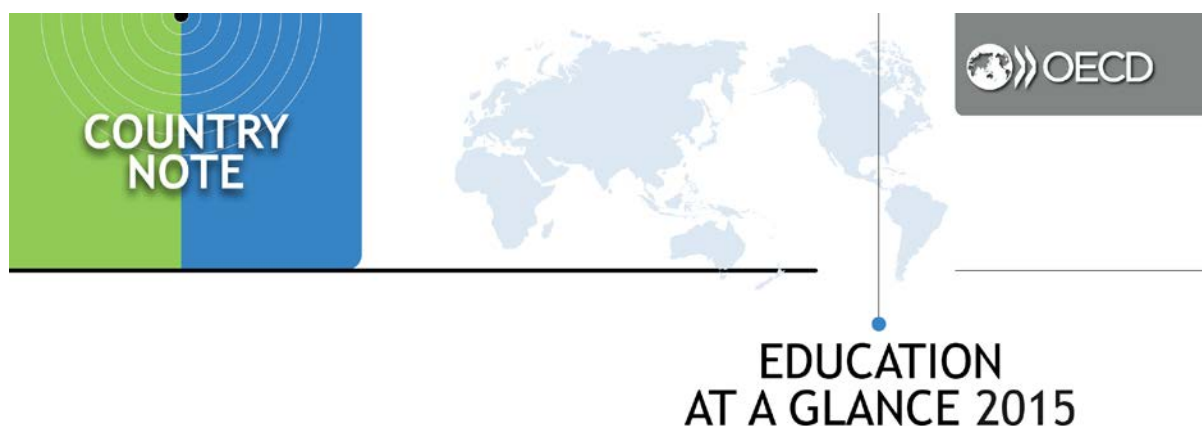 COUNTRY
NOTE
OECD
EDUCATION
AT A GLANCE 2015